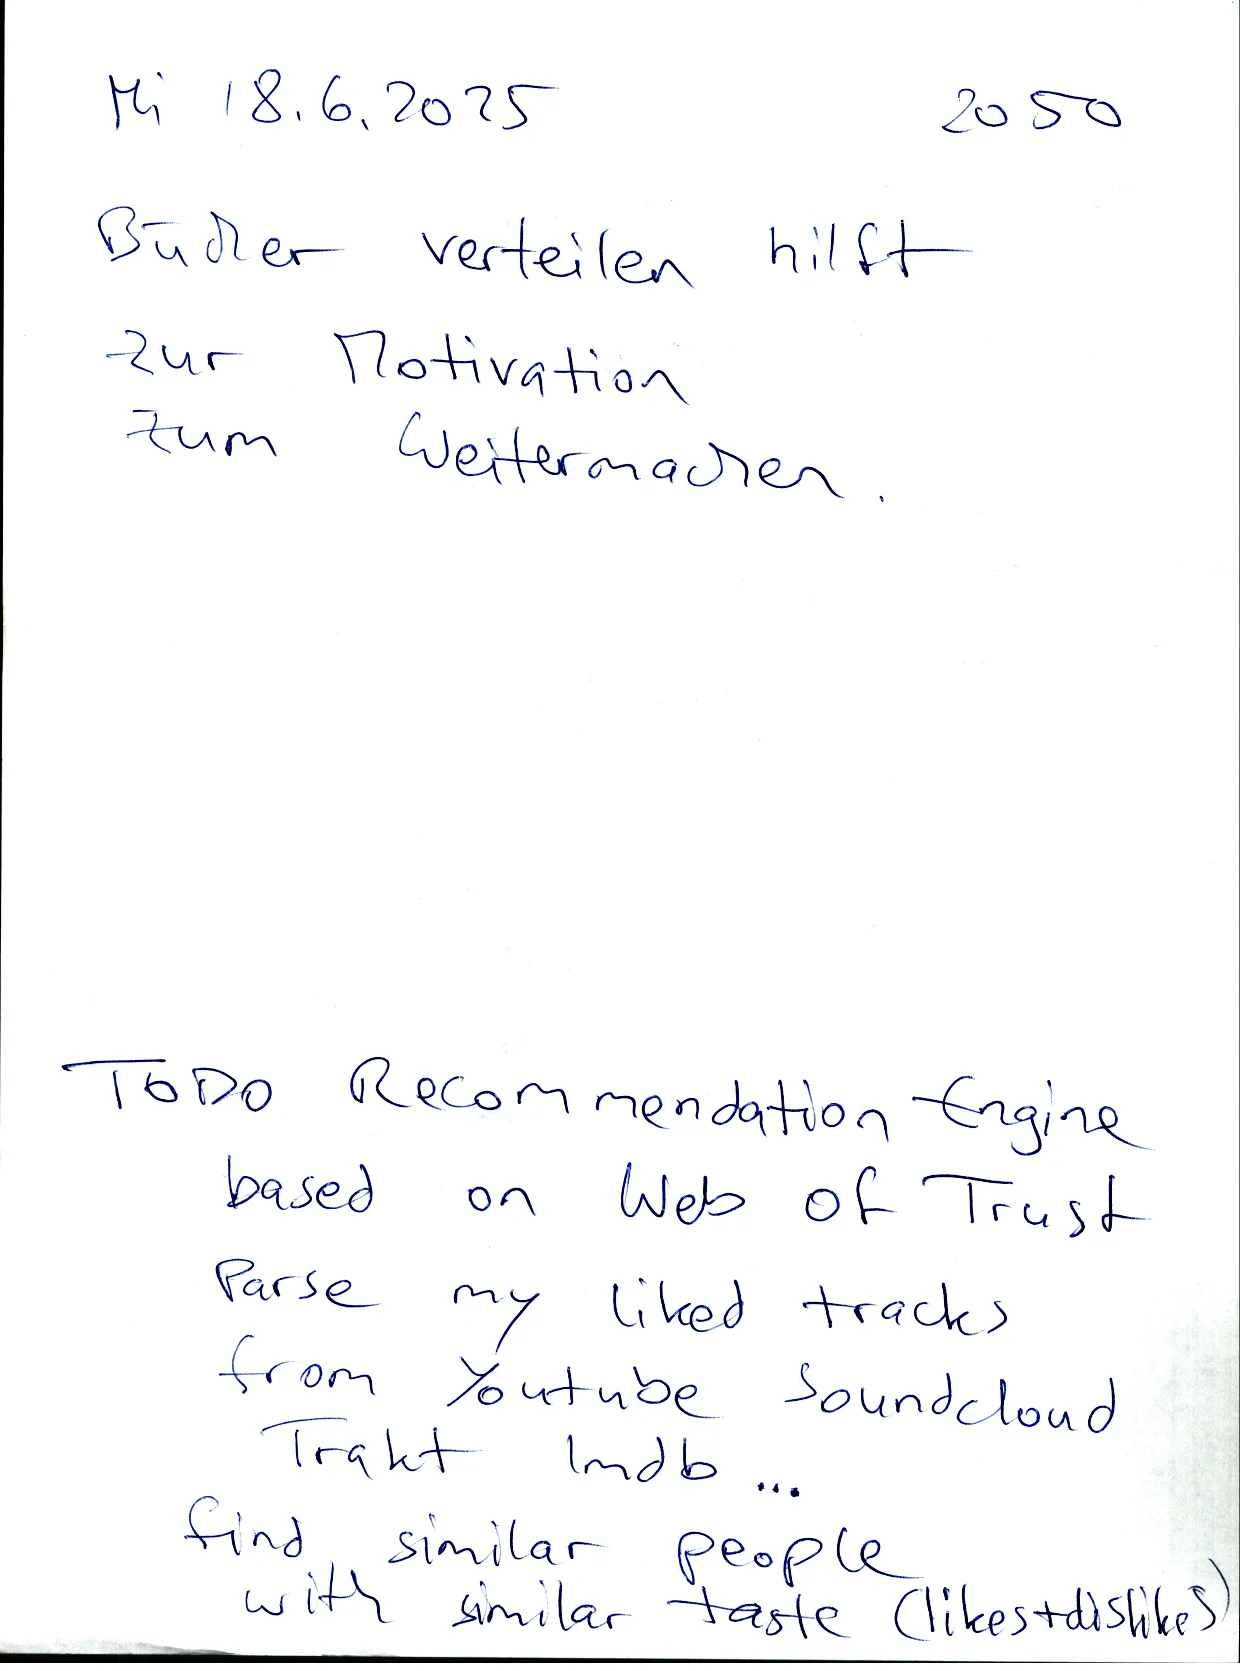 Mi 18.6.2025 2050
Bücher verteilen hilft
zur Motivation
zum Weitermachen.
TODO Recommendation Engine
based on Web of Trust
Parse my liked tracks
from Youtube Soundcloud
Trakt Imdb ...
find similar people
with similar taste (likes+dislikes)